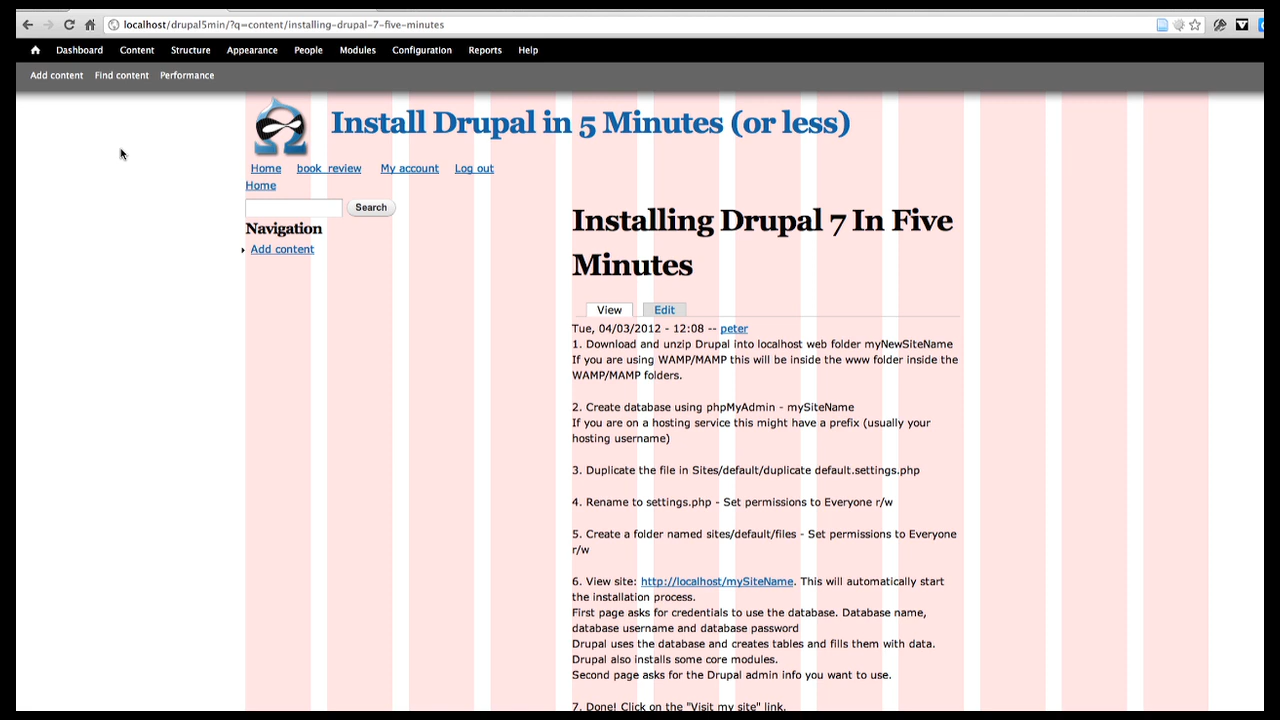 localhost/drupal5min/?q=content/installing-drupal-7-five-minutes
Dashboard Content Structure Appearance People Modules Configuration Reports Help
Add content Find content Performance
Install Drupal in 5 Minutes (or less)
Home book_review My account Log out
Home
Search
Navigation
Add content
Installing Drupal 7 In Five
Minutes
View Edit
Tue, 04/03/2012 - 12:08 -- peter
1. Download and unzip Drupal into localhost web folder myNewSiteName
If you are using WAMP/MAMP this will be inside the www folder inside the
WAMP/MAMP folders.
2. Create database using phpMyAdmin - mySiteName
If you are on a hosting service this might have a prefix (usually your
hosting username)
3. Duplicate the file in Sites/default/duplicate default.settings.php
4. Rename to settings.php - Set permissions to Everyone r/w
5. Create a folder named sites/default/files - Set permissions to Everyone
r/w
6. View site: http://localhost/mySiteName. This will automatically start
the installation process.
First page asks for credentials to use the database. Database name,
database username and database password
Drupal uses the database and creates tables and fills them with data.
Drupal also installs some core modules.
Second page asks for the Drupal admin info you want to use.
7. Done! Click on the "Visit my site" link.